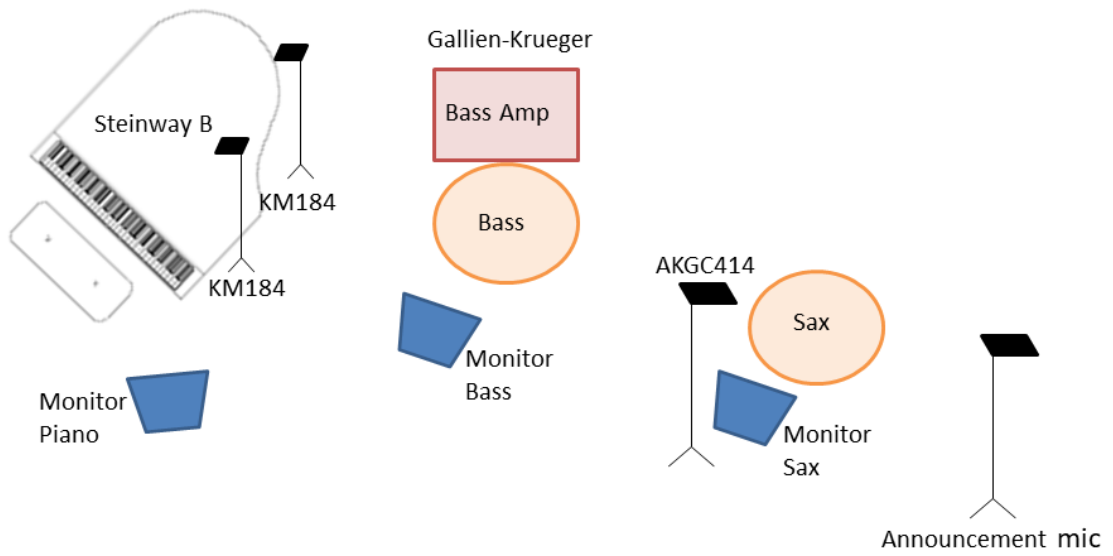 Gallien-Krueger
Bass Amp
Steinway B
KM184
Bass
KM184
AKGC414
Sax
Monitor
Bass
Monitor
Piano
Monitor
Sax
Announcement mic